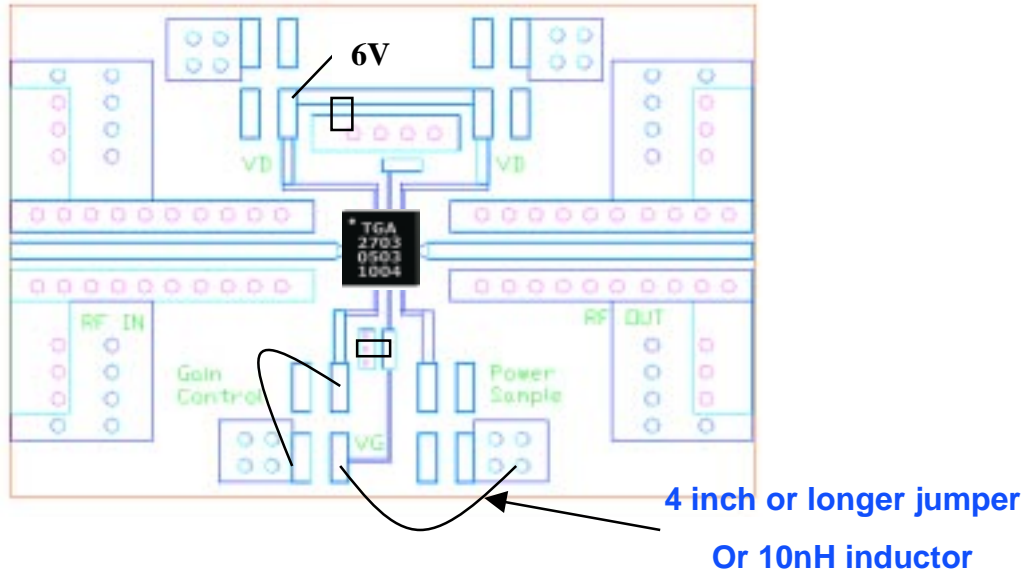 6V
VD
VD
TGA
2703
0503
1004
RF IN
RF OUT
Gain
Control
Power
Sample
VG
4 inch or longer jumper
Or 10nH inductor